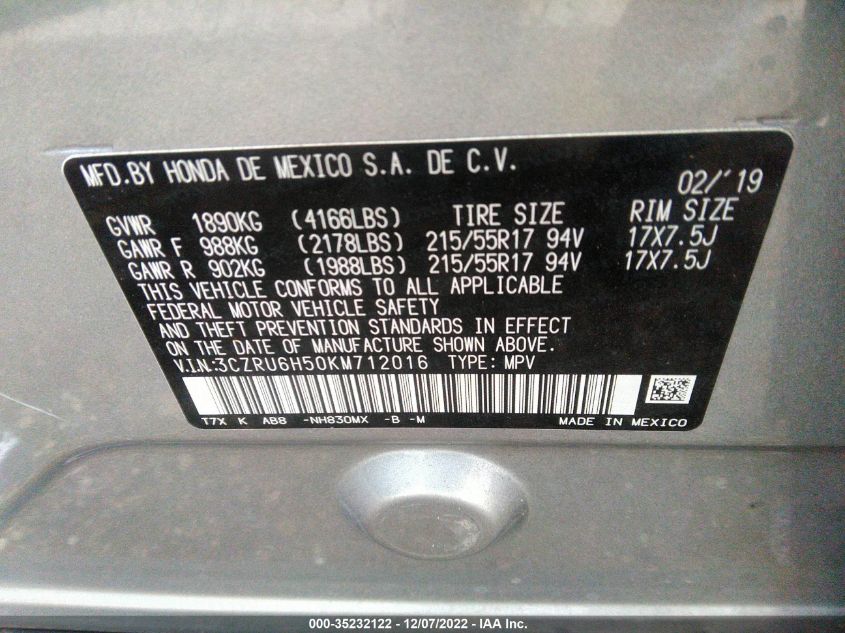 MFD.BY HONDA DE MEXICO S.A. DE C.V.
02/'19
GVWR 1890KG (4166LBS) TIRE SIZE RIM SIZE
GAWR F 988KG (2178LBS) 215/55R17 94V 17X7.5J
GAWR R 902KG (1988LBS) 215/55R17 94V 17X7.5J
THIS VEHICLE CONFORMS TO ALL APPLICABLE
FEDERAL MOTOR VEHICLE SAFETY
AND THEFT PREVENTION STANDARDS IN EFFECT
ON THE DATE OF MANUFACTURE SHOWN ABOVE.
V.I.N.:3CZRU6H50KM712016 TYPE: MPV
T7X K AB8 -NH830MX -B -M MADE IN MEXICO
000-35232122 - 12/07/2022 - IAA Inc.